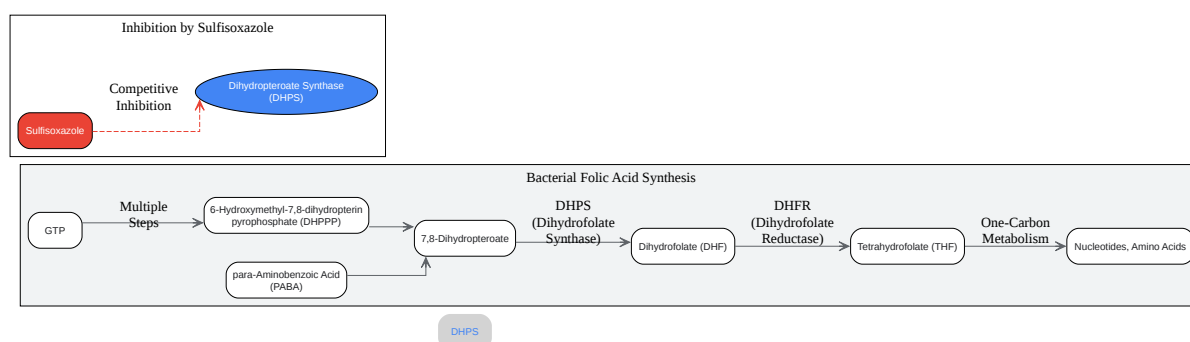 Inhibition by Sulfisoxazole
Competitive
Inhibition
Dihydropteroate Synthase
(DHPS)
Sulfisoxazole
Bacterial Folic Acid Synthesis
GTP
Multiple
Steps
6-Hydroxymethyl-7,8-dihydropterin
pyrophosphate (DHPPP)
para-Aminobenzoic Acid
(PABA)
7,8-Dihydropteroate
DHPS
(Dihydrofolate
Synthase)
Dihydrofolate (DHF)
DHFR
(Dihydrofolate
Reductase)
Tetrahydrofolate (THF)
One-Carbon
Metabolism
Nucleotides, Amino Acids
DHPS